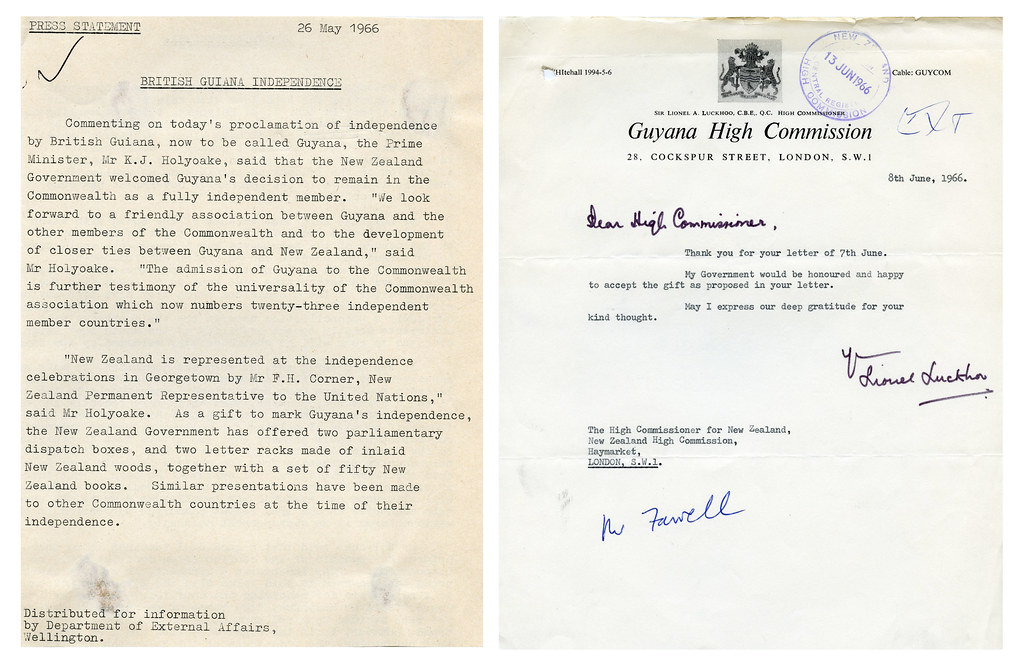 PRESS STATEMENT
26 May 1966
BRITISH GUIANA INDEPENDENCE
Commenting on today's proclamation of independence
by British Guiana, now to be called Guyana, the Prime
Minister, Mr K.J. Holyoake, said that the New Zealand
Government welcomed Guyana's decision to remain in the
Commonwealth as a fully independent member. "We look
forward to a friendly association between Guyana and the
other members of the Commonwealth and to the development
of closer ties between Guyana and New Zealand," said
Mr Holyoake. "The admission of Guyana to the Commonwealth
is further testimony of the universality of the Commonwealth
association which now numbers twenty-three independent
member countries."
"New Zealand is represented at the independence
celebrations in Georgetown by Mr F.H. Corner, New
Zealand Permanent Representative to the United Nations,"
said Mr Holyoake. As a gift to mark Guyana's independence,
the New Zealand Government has offered two parliamentary
dispatch boxes, and two letter racks made of inlaid
New Zealand woods, together with a set of fifty New
Zealand books. Similar presentations have been made
to other Commonwealth countries at the time of their
independence.
Distributed for information
by Department of External Affairs,
Wellington.
WHItehall 1994-5-6
NEW ZEALAND
13 JUN 1966
CENTRAL REGISTRY
HIGH COMMISSION
Cable: GUYCOM
EXT
SIR LIONEL A. LUCKHOO, C.B.E., Q.C. HIGH COMMISSIONER
Guyana High Commission
28, COCKSPUR STREET, LONDON, S.W.1
8th June, 1966.
Dear High Commissioner,
Thank you for your letter of 7th June.
My Government would be honoured and happy
to accept the gift as proposed in your letter.
May I express our deep gratitude for your
kind thought.
Lionel Luckhoo
The High Commissioner for New Zealand,
New Zealand High Commission,
Haymarket,
LONDON, S.W.1.
Mr Farrell